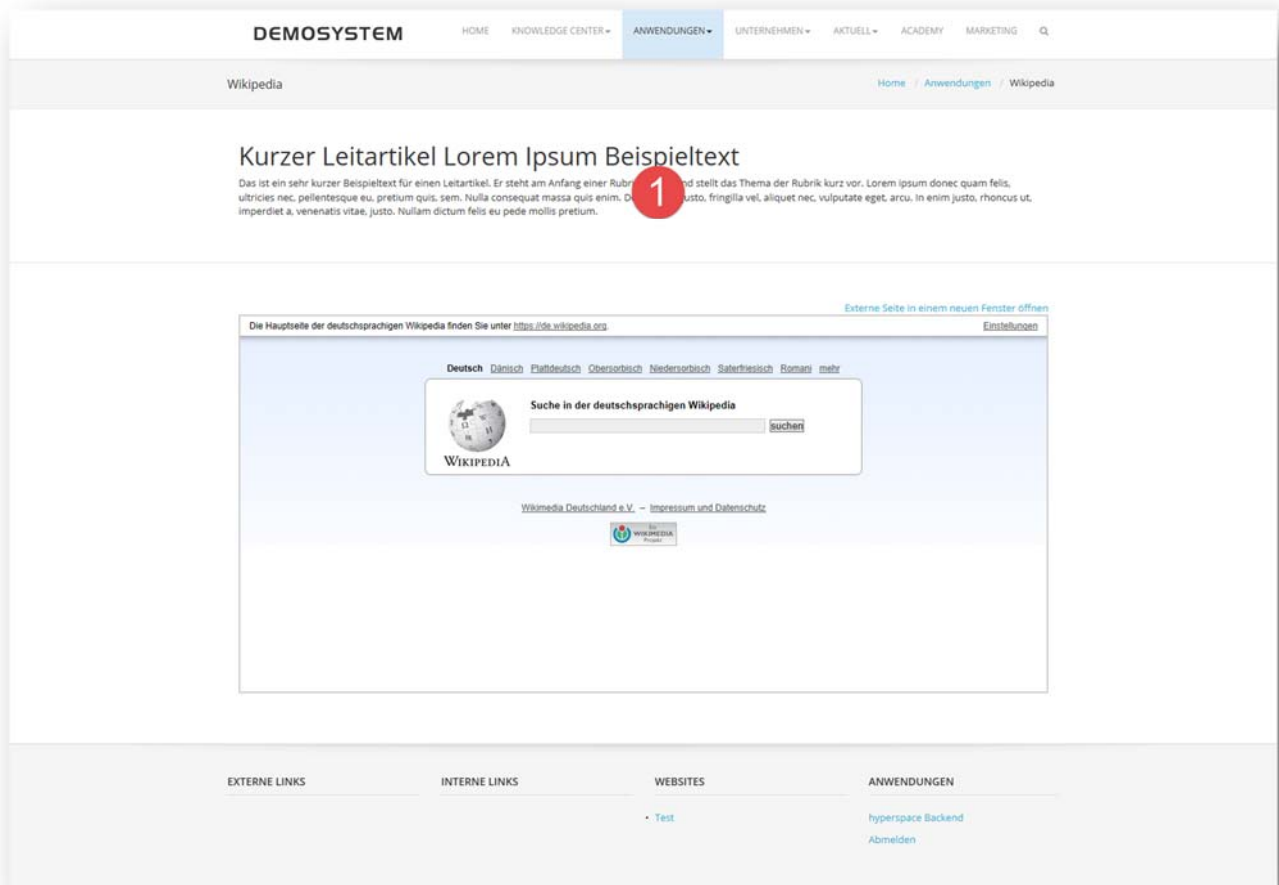 DEMOSYSTEM HOME KNOWLEDGE CENTER ANWENDUNGEN UNTERNEHMEN AKTUELL ACADEMY MARKETING
Wikipedia Home / Anwendungen / Wikipedia
Kurzer Leitartikel Lorem Ipsum Beispieltext
Das ist ein sehr kurzer Beispieltext für einen Leitartikel. Er steht am Anfang einer stellt das Thema der Rubrik kurz vor. Lorem ipsum donec quam felis,
1
ultricies nec, pellentesque eu, pretium quis, sem. Nulla consequat massa quis enim. fringilla vel, aliquet nec, vulputate eget, arcu. In enim justo, rhoncus ut,
imperdiet a, venenatis vitae, justo. Nullam dictum felis eu pede mollis pretium.
Externe Seite in einem neuen Fenster öffnen
Die Hauptseite der deutschsprachigen Wikipedia finden Sie unter https://de.wikipedia.org. Einstellungen
Deutsch Dänisch Plattdeutsch Obersorbisch Niedersorbisch Saterfriesisch Romani mehr
Suche in der deutschsprachigen Wikipedia
suchen
WIKIPEDIA
Wikimedia Deutschland e.V. – Impressum und Datenschutz
Ein
WIKIMEDIA
Projekt
EXTERNE LINKS INTERNE LINKS WEBSITES ANWENDUNGEN
• Test hyperspace Backend
Abmelden